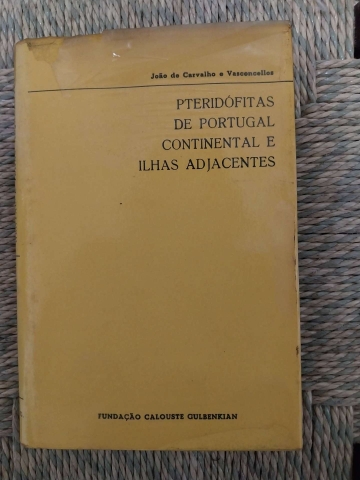 João de Carvalho e Vasconcellos
PTERIDÓFITAS
DE PORTUGAL
CONTINENTAL E
ILHAS ADJACENTES
FUNDAÇÃO CALOUSTE GULBENKIAN